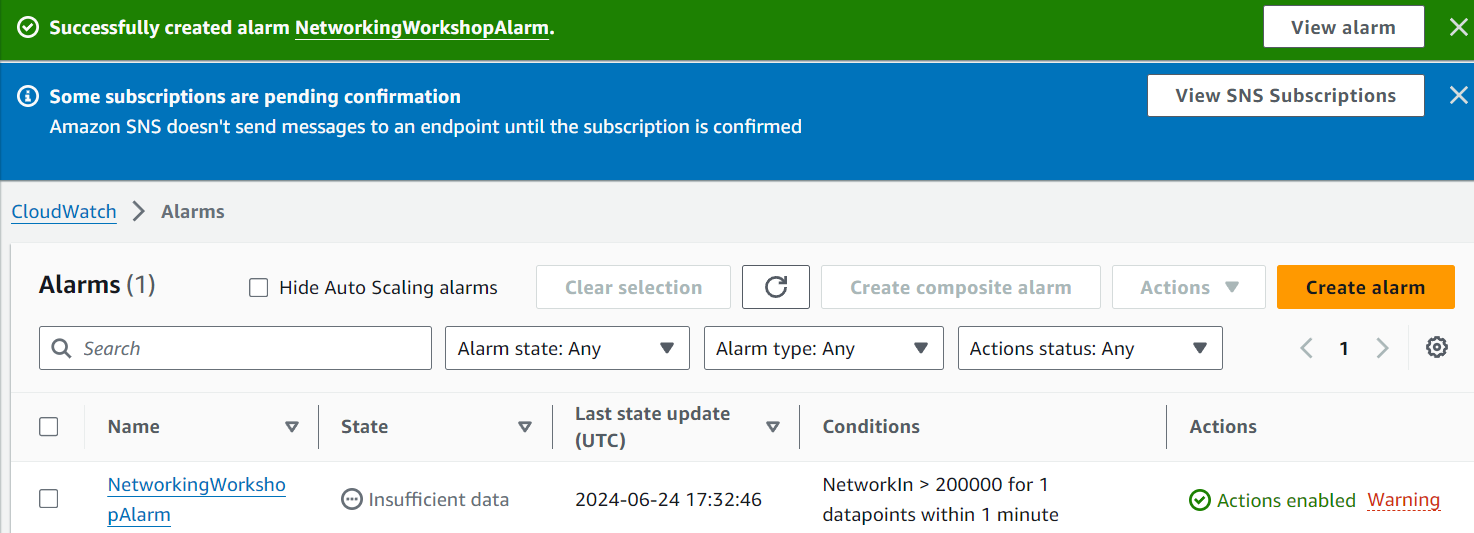 Successfully created alarm NetworkingWorkshopAlarm.
View alarm
Some subscriptions are pending confirmation
Amazon SNS doesn't send messages to an endpoint until the subscription is confirmed
View SNS Subscriptions
CloudWatch
Alarms
Alarms (1)
Hide Auto Scaling alarms
Clear selection
Create composite alarm
Actions
Create alarm
Search
Alarm state: Any
Alarm type: Any
Actions status: Any
1
Name
State
Last state update
(UTC)
Conditions
Actions
NetworkingWorksho
pAlarm
Insufficient data
2024-06-24 17:32:46
NetworkIn > 200000 for 1
datapoints within 1 minute
Actions enabled
Warning